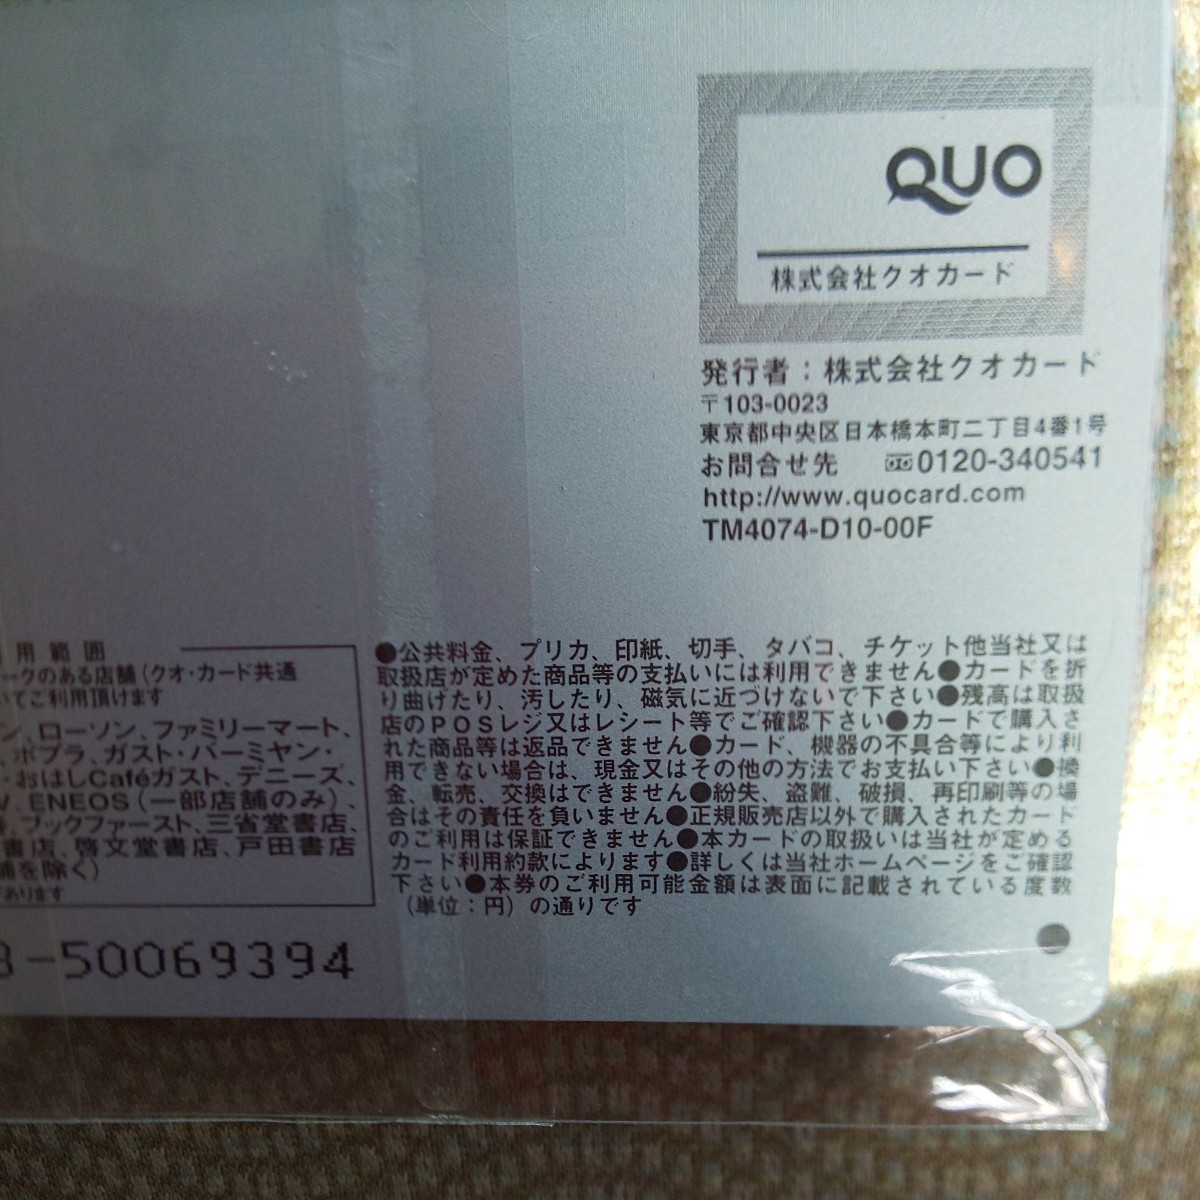 QUO
株式会社クオカード
発行者：株式会社クオカード
〒103-0023
東京都中央区日本橋本町二丁目4番1号
お問合せ先 0120-340541
http://www.quocard.com
TM4074-D10-00F
用範囲
ークのある店舗(クオ・カード共通
いてご利用頂けます
ン、ローソン、ファミリーマート、
ポプラ、ガスト・バーミヤン・
・おはしCaféガスト、デニーズ、
ENEOS(一部店舗のみ)、
ブックファースト、三省堂書店、
書店、啓文堂書店、戸田書店
舗を除く)
あります
●公共料金、プリカ、印紙、切手、タバコ、チケット他当社又は
取扱店が定めた商品等の支払いには利用できません●カードを折
り曲げたり、汚したり、磁気に近づけないで下さい●残高は取扱
店のPOSレジ又はレシート等でご確認下さい●カードで購入さ
れた商品等は返品できません●カード、機器の不具合等により利
用できない場合は、現金又はその他の方法でお支払い下さい●換
金、転売、交換はできません●紛失、盗難、破損、再印刷等の場
合はその責任を負いません●正規販売店以外で購入されたカード
のご利用は保証できません●本カードの取扱いは当社が定める
カード利用約款によります●詳しくは当社ホームページをご確認
下さい●本券のご利用可能金額は表面に記載されている度数
(単位：円)の通りです
-50069394